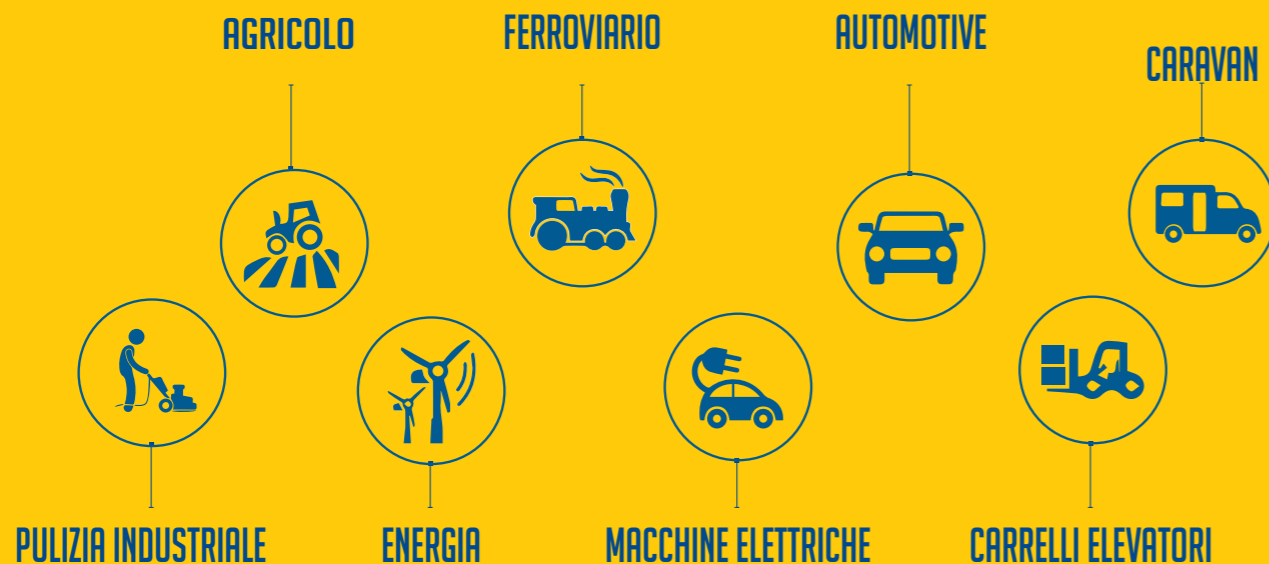 AGRICOLO
FERROVIARIO
AUTOMOTIVE
CARAVAN
PULIZIA INDUSTRIALE
ENERGIA
MACCHINE ELETTRICHE
CARRELLI ELEVATORI